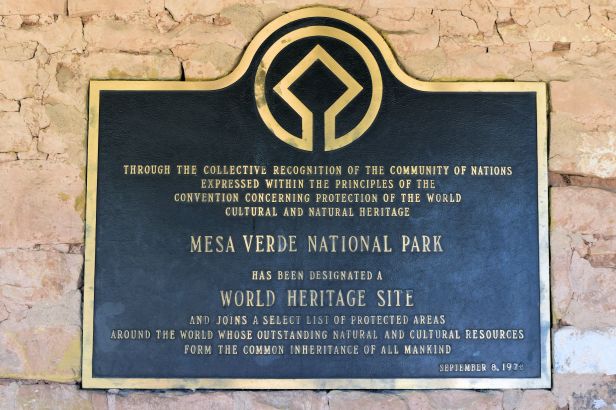 THROUGH THE COLLECTIVE RECOGNITION OF THE COMMUNITY OF NATIONS
EXPRESSED WITHIN THE PRINCIPLES OF THE
CONVENTION CONCERNING PROTECTION OF THE WORLD
CULTURAL AND NATURAL HERITAGE
MESA VERDE NATIONAL PARK
HAS BEEN DESIGNATED A
WORLD HERITAGE SITE
AND JOINS A SELECT LIST OF PROTECTED AREAS
AROUND THE WORLD WHOSE OUTSTANDING NATURAL AND CULTURAL RESOURCES
FORM THE COMMON INHERITANCE OF ALL MANKIND
SEPTEMBER 8,